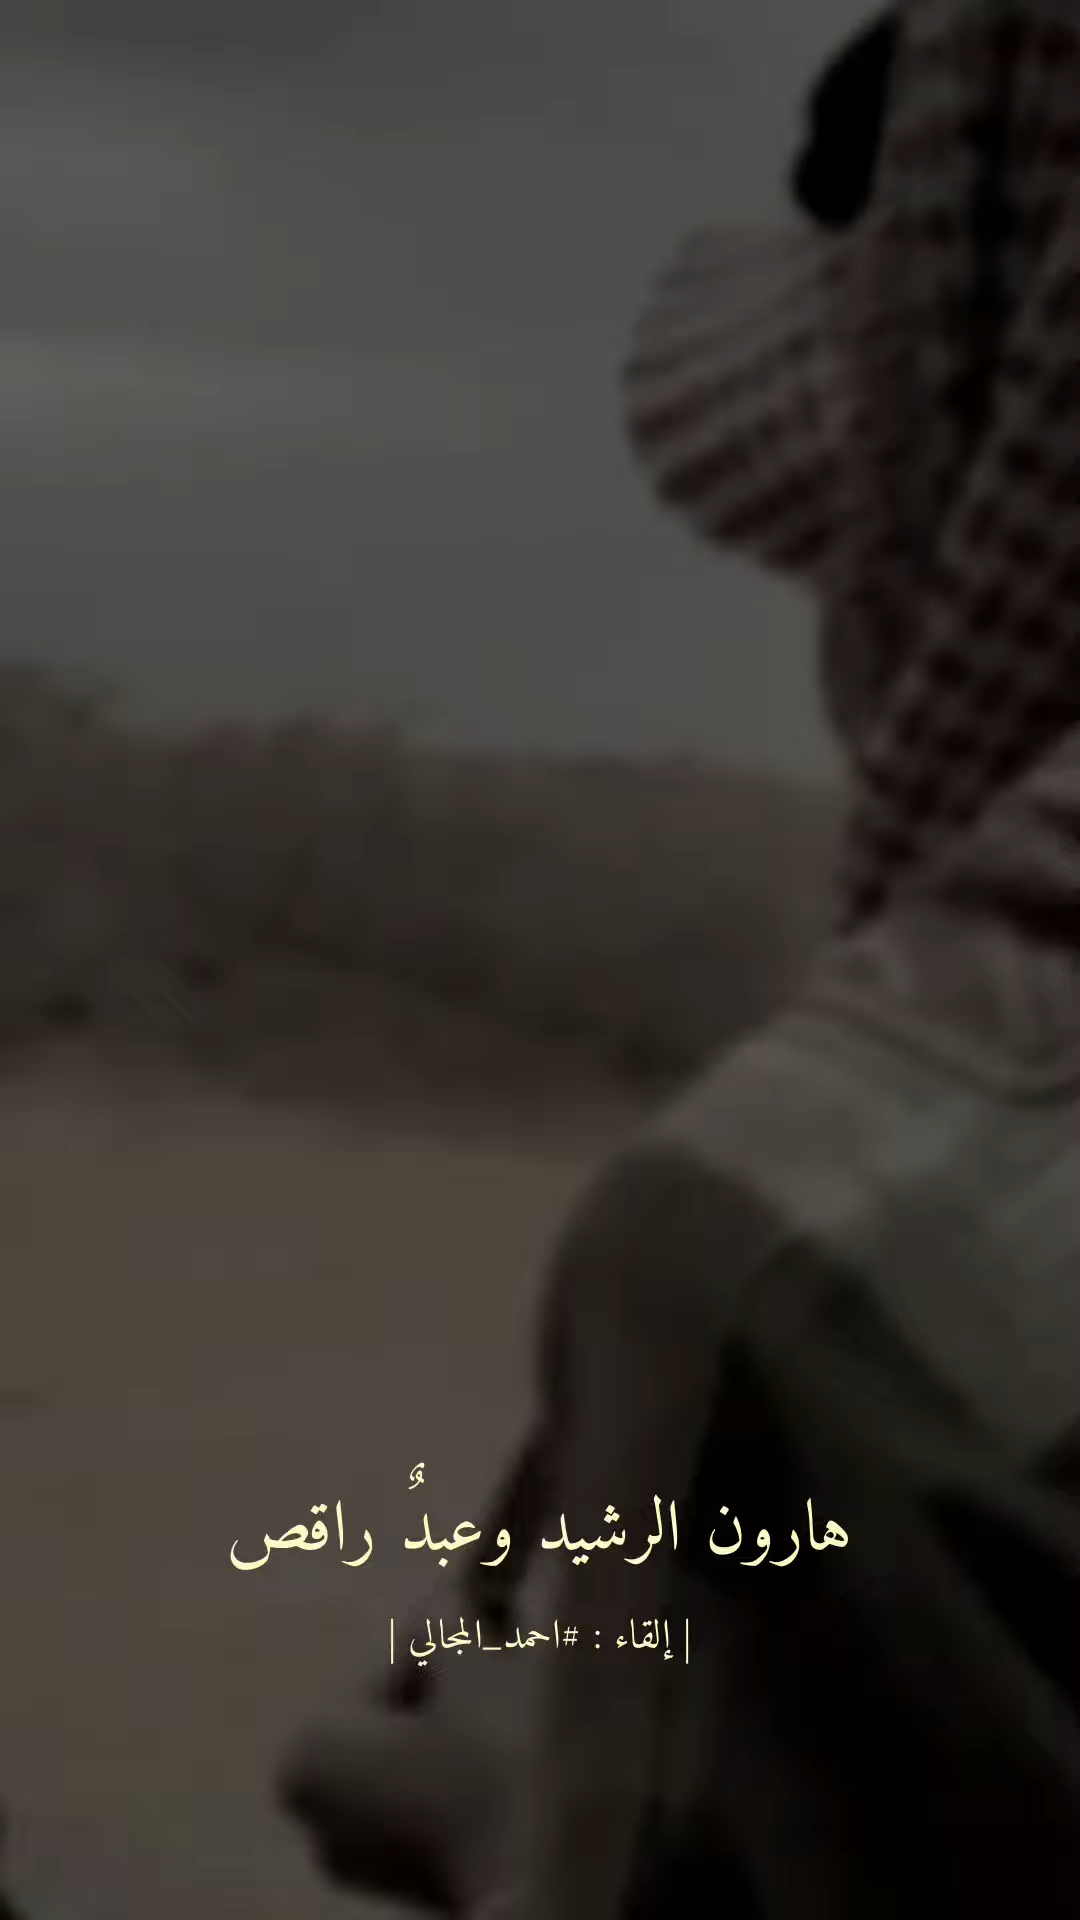 هارون الرشيد وعبدٌ راقص
| إلقاء : #احمد_المجالي |